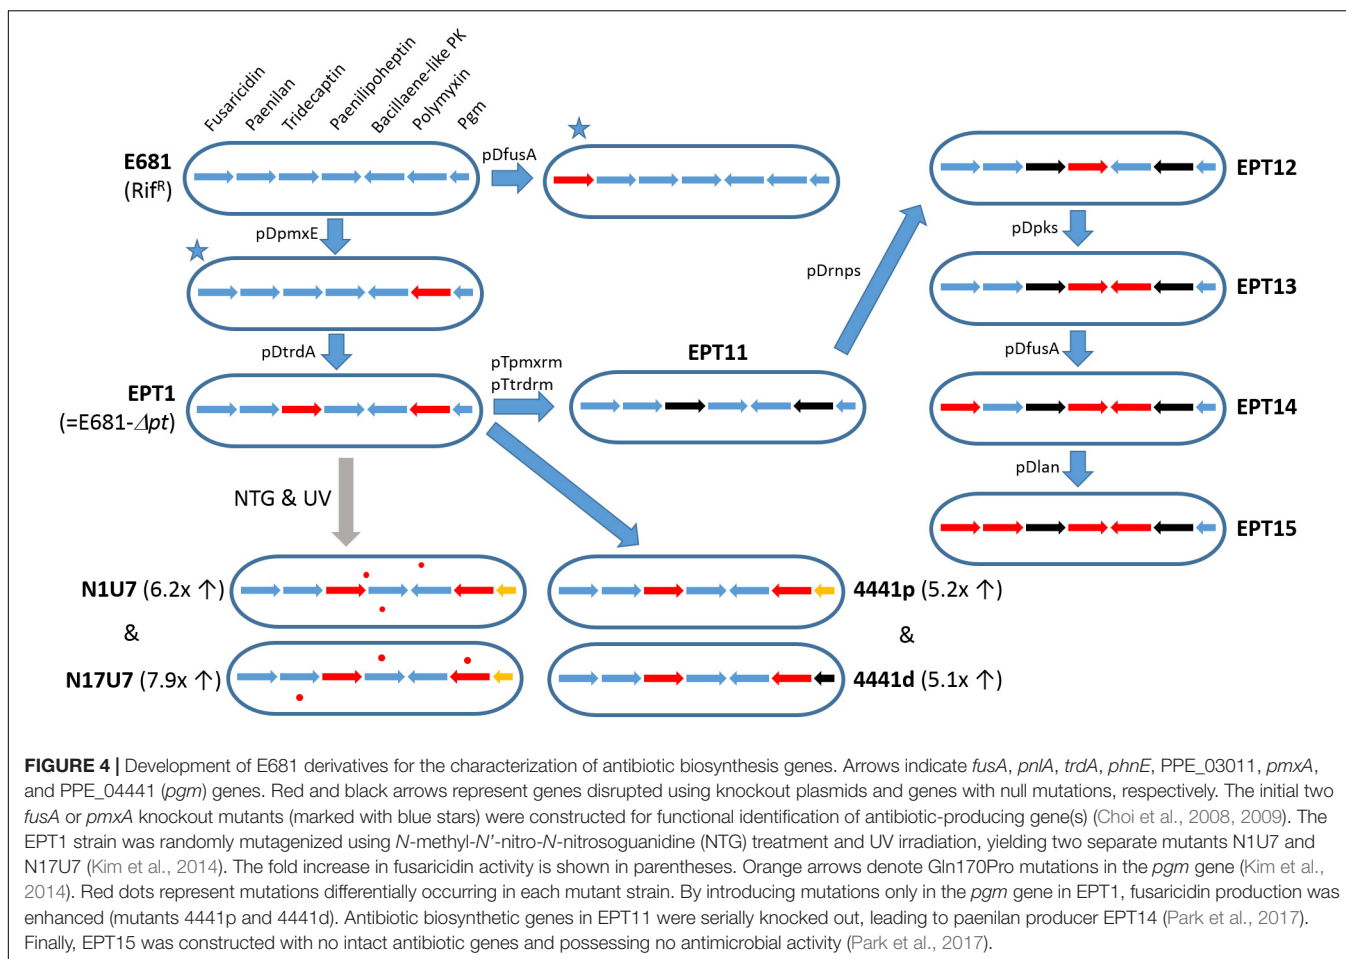 Fusaricidin
Paenilan
Tridecaptin
Paenilipoheptin
Bacillaene-like PK
Polymyxin
Pgm
E681
(Rif^R)
pDfusA
pDpmxE
pDtrdA
EPT1
(=E681-Δpt)
pTpmxrm
pTtrdrm
EPT11
pDrnps
EPT12
pDpks
EPT13
pDfusA
EPT14
pDlan
EPT15
NTG & UV
N1U7 (6.2x ↑)
&
N17U7 (7.9x ↑)
4441p (5.2x ↑)
&
4441d (5.1x ↑)
FIGURE 4 | Development of E681 derivatives for the characterization of antibiotic biosynthesis genes. Arrows indicate fusA, pnlA, trdA, phnE, PPE_03011, pmxA,
and PPE_04441 (pgm) genes. Red and black arrows represent genes disrupted using knockout plasmids and genes with null mutations, respectively. The initial two
fusA or pmxA knockout mutants (marked with blue stars) were constructed for functional identification of antibiotic-producing gene(s) (Choi et al., 2008, 2009). The
EPT1 strain was randomly mutagenized using N-methyl-N’-nitro-N-nitrosoguanidine (NTG) treatment and UV irradiation, yielding two separate mutants N1U7 and
N17U7 (Kim et al., 2014). The fold increase in fusaricidin activity is shown in parentheses. Orange arrows denote Gln170Pro mutations in the pgm gene (Kim et al.,
2014). Red dots represent mutations differentially occurring in each mutant strain. By introducing mutations only in the pgm gene in EPT1, fusaricidin production was
enhanced (mutants 4441p and 4441d). Antibiotic biosynthetic genes in EPT11 were serially knocked out, leading to paenilan producer EPT14 (Park et al., 2017).
Finally, EPT15 was constructed with no intact antibiotic genes and possessing no antimicrobial activity (Park et al., 2017).